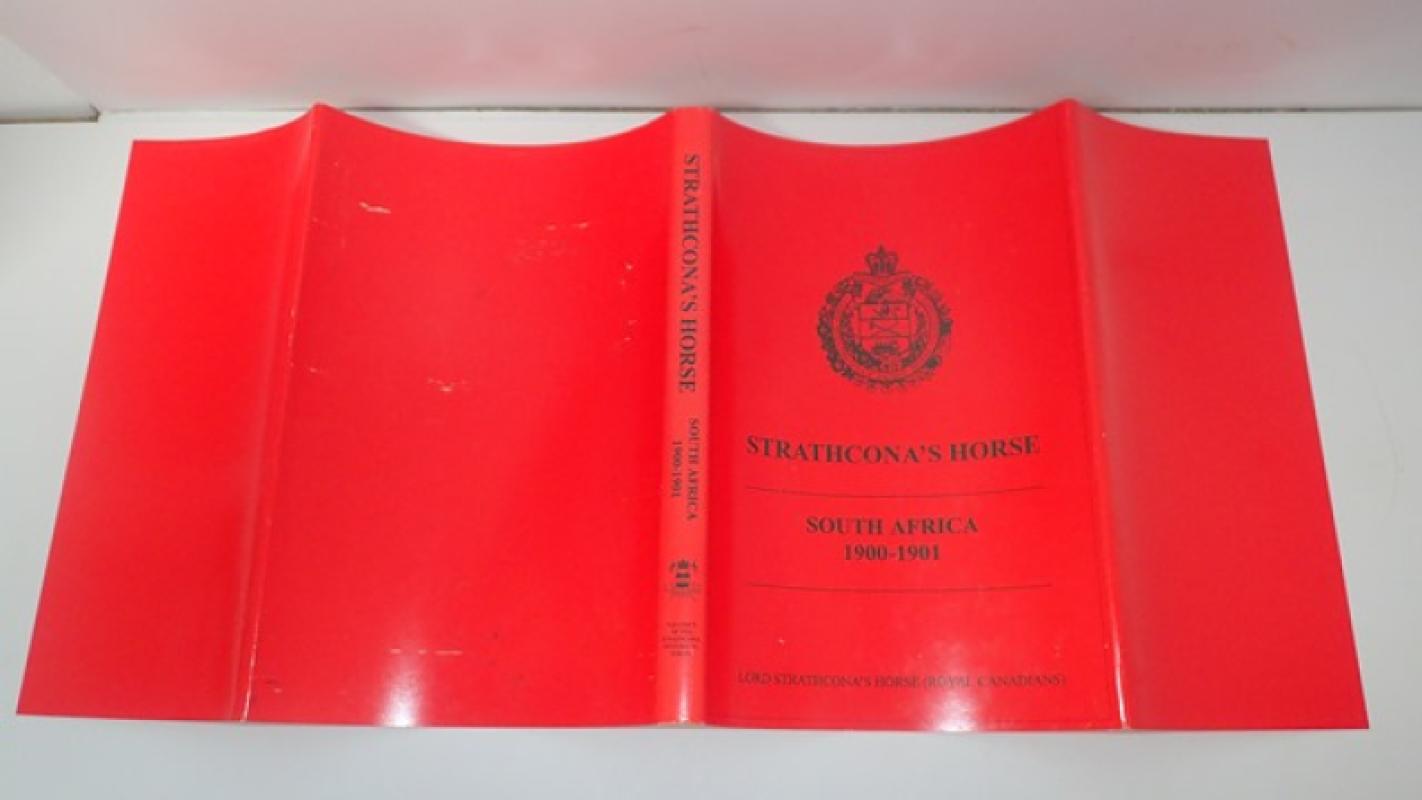 STRATHCONA'S HORSE
SOUTH AFRICA
1900-1901
STRATHCONA'S HORSE
SOUTH AFRICA
1900-1901
LORD STRATHCONA'S HORSE (ROYAL CANADIANS)